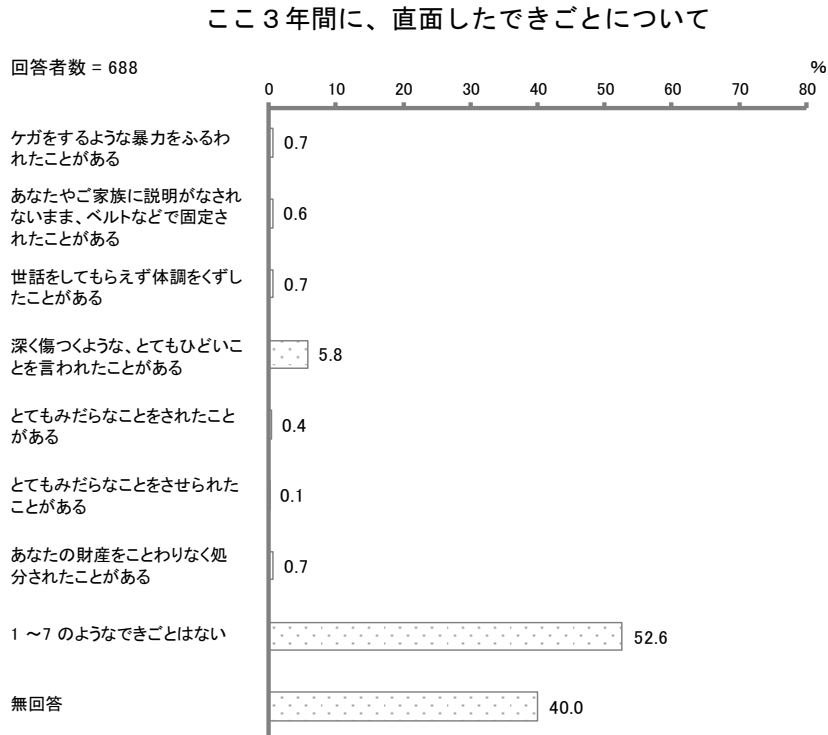 ここ３年間に、直面したできごとについて
回答者数 = 688
%
0 10 20 30 40 50 60 70 80
ケガをするような暴力をふるわ
れたことがある
0.7
あなたやご家族に説明がなされ
ないまま、ベルトなどで固定さ
れたことがある
0.6
世話をしてもらえず体調をくずし
たことがある
0.7
深く傷つくような、とてもひどいこ
とを言われたことがある
5.8
とてもみだらなことをされたこと
がある
0.4
とてもみだらなことをさせられた
ことがある
0.1
あなたの財産をことわりなく処
分されたことがある
0.7
1 ～7 のようなできごとはない
52.6
無回答
40.0